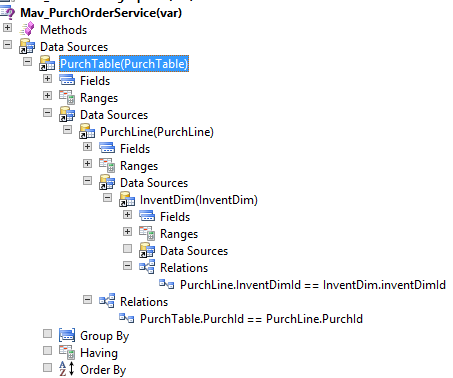 Mav_PurchOrderService(var)
Methods
Data Sources
PurchTable(PurchTable)
Fields
Ranges
Data Sources
PurchLine(PurchLine)
Fields
Ranges
Data Sources
InventDim(InventDim)
Fields
Ranges
Data Sources
Relations
PurchLine.InventDimId == InventDim.inventDimId
Relations
PurchTable.PurchId == PurchLine.PurchId
Group By
Having
Order By